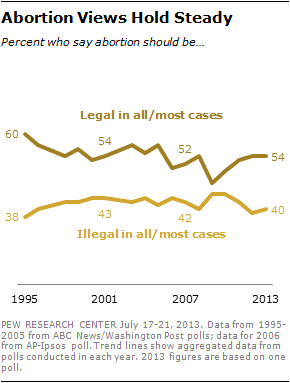 Abortion Views Hold Steady
Percent who say abortion should be...
Legal in all/most cases
60
54
52
54
38
43
42
40
Illegal in all/most cases
1995 2001 2007 2013
PEW RESEARCH CENTER July 17-21, 2013. Data from 1995-
2005 from ABC News/Washington Post polls; data for 2006
from AP-Ipsos poll. Trend lines show aggregated data from
polls conducted in each year. 2013 figures are based on one
poll.